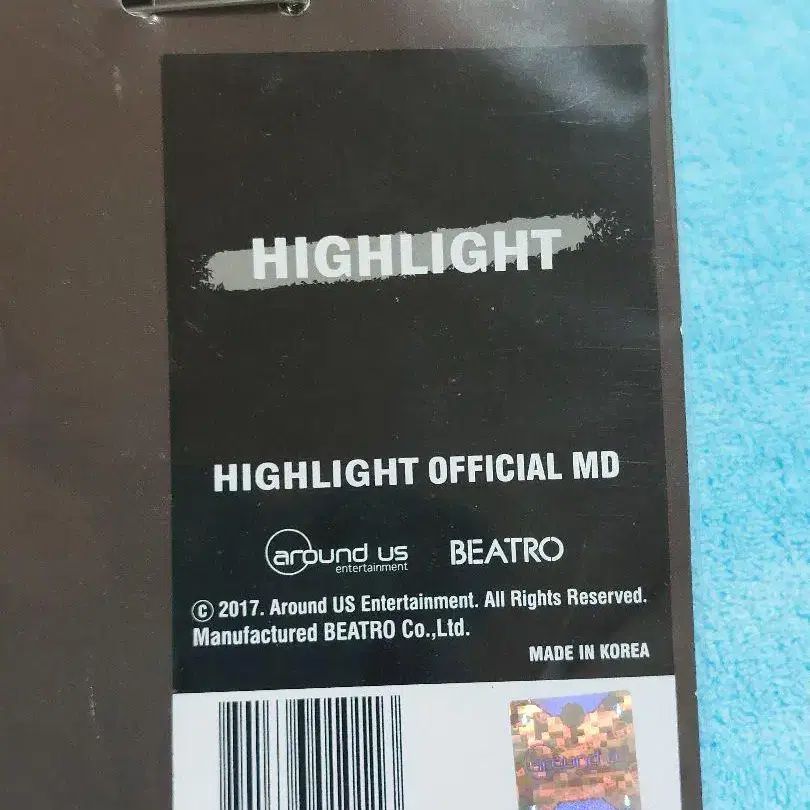 HIGHLIGHT
HIGHLIGHT OFFICIAL MD
around us
entertainment
BEATRO
© 2017. Around US Entertainment. All Rights Reserved.
Manufactured BEATRO Co.,Ltd.
MADE IN KOREA
around u